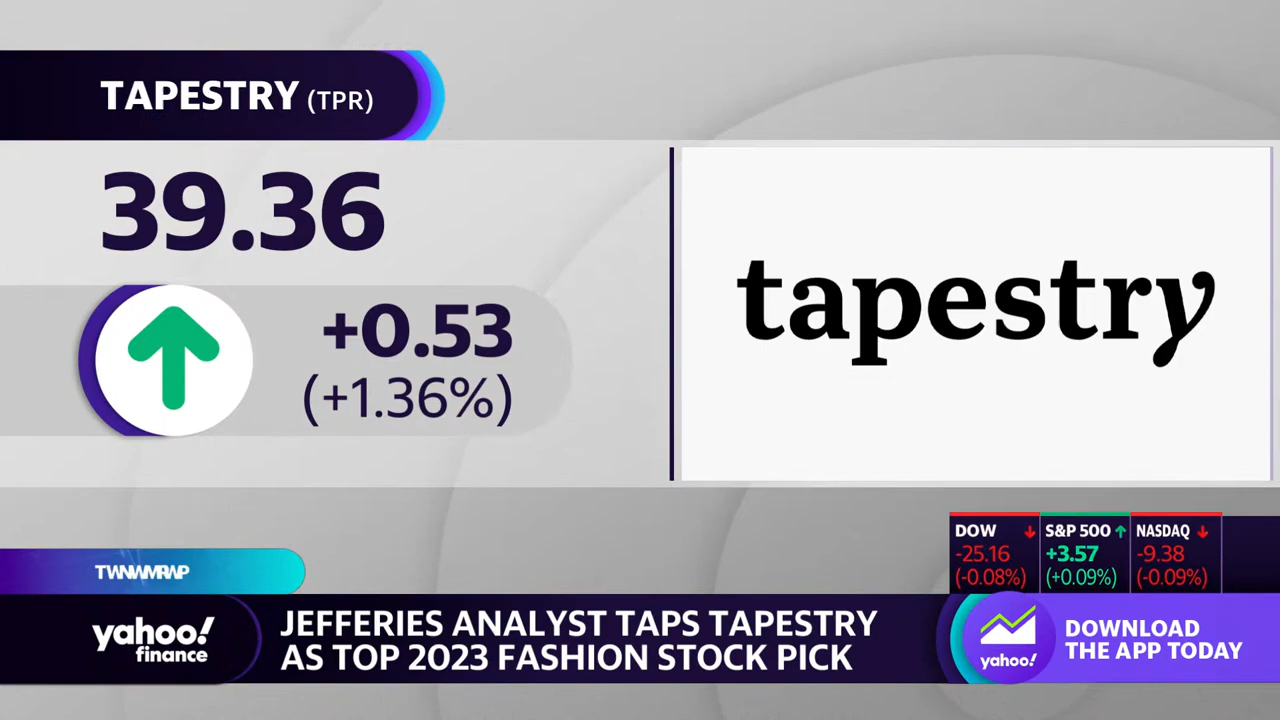 TAPESTRY (TPR)
39.36
+0.53
(+1.36%)
tapestry
DOW
-25.16
(-0.08%)
S&P 500
+3.57
(+0.09%)
NASDAQ
-9.38
(-0.09%)
yahoo!
finance
JEFFERIES ANALYST TAPS TAPESTRY
AS TOP 2023 FASHION STOCK PICK
yahoo!
DOWNLOAD
THE APP TODAY